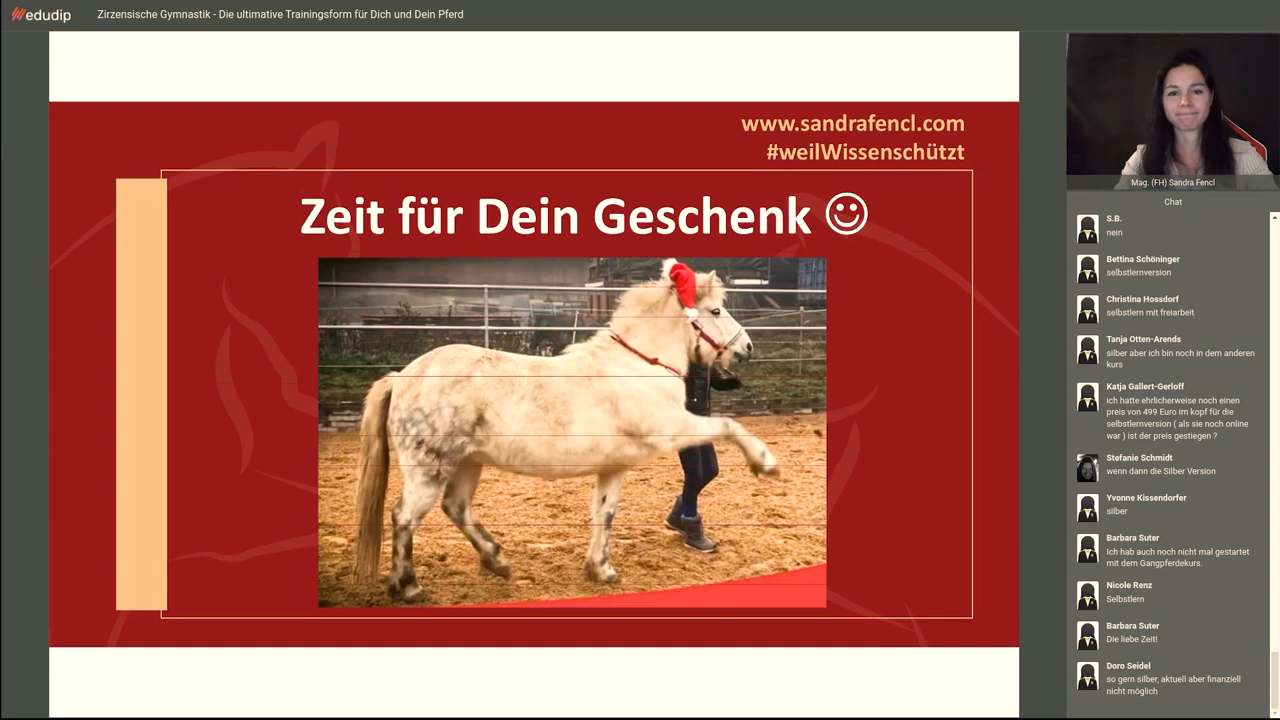 edudip
Zirzensische Gymnastik - Die ultimative Trainingsform für Dich und Dein Pferd
www.sandrafencl.com
#weilWissenschützt
Zeit für Dein Geschenk
Mag. (FH) Sandra Fencl
Chat
S.B.
nein
Bettina Schöninger
selbstlernversion
Christina Hossdorf
selbstlern mit freiarbeit
Tanja Otten-Arends
silber aber ich bin noch in dem anderen
kurs
Katja Gallert-Gerloff
ich hatte ehrlicherweise noch einen
preis von 499 Euro im kopf für die
selbstlernversion ( als sie noch online
war ) ist der preis gestiegen ?
Stefanie Schmidt
wenn dann die Silber Version
Yvonne Kissendorfer
silber
Barbara Suter
Ich hab auch noch nicht mal gestartet
mit dem Gangpferdekurs.
Nicole Renz
Selbstlern
Barbara Suter
Die liebe Zeit!
Doro Seidel
so gern silber, aktuell aber finanziell
nicht möglich